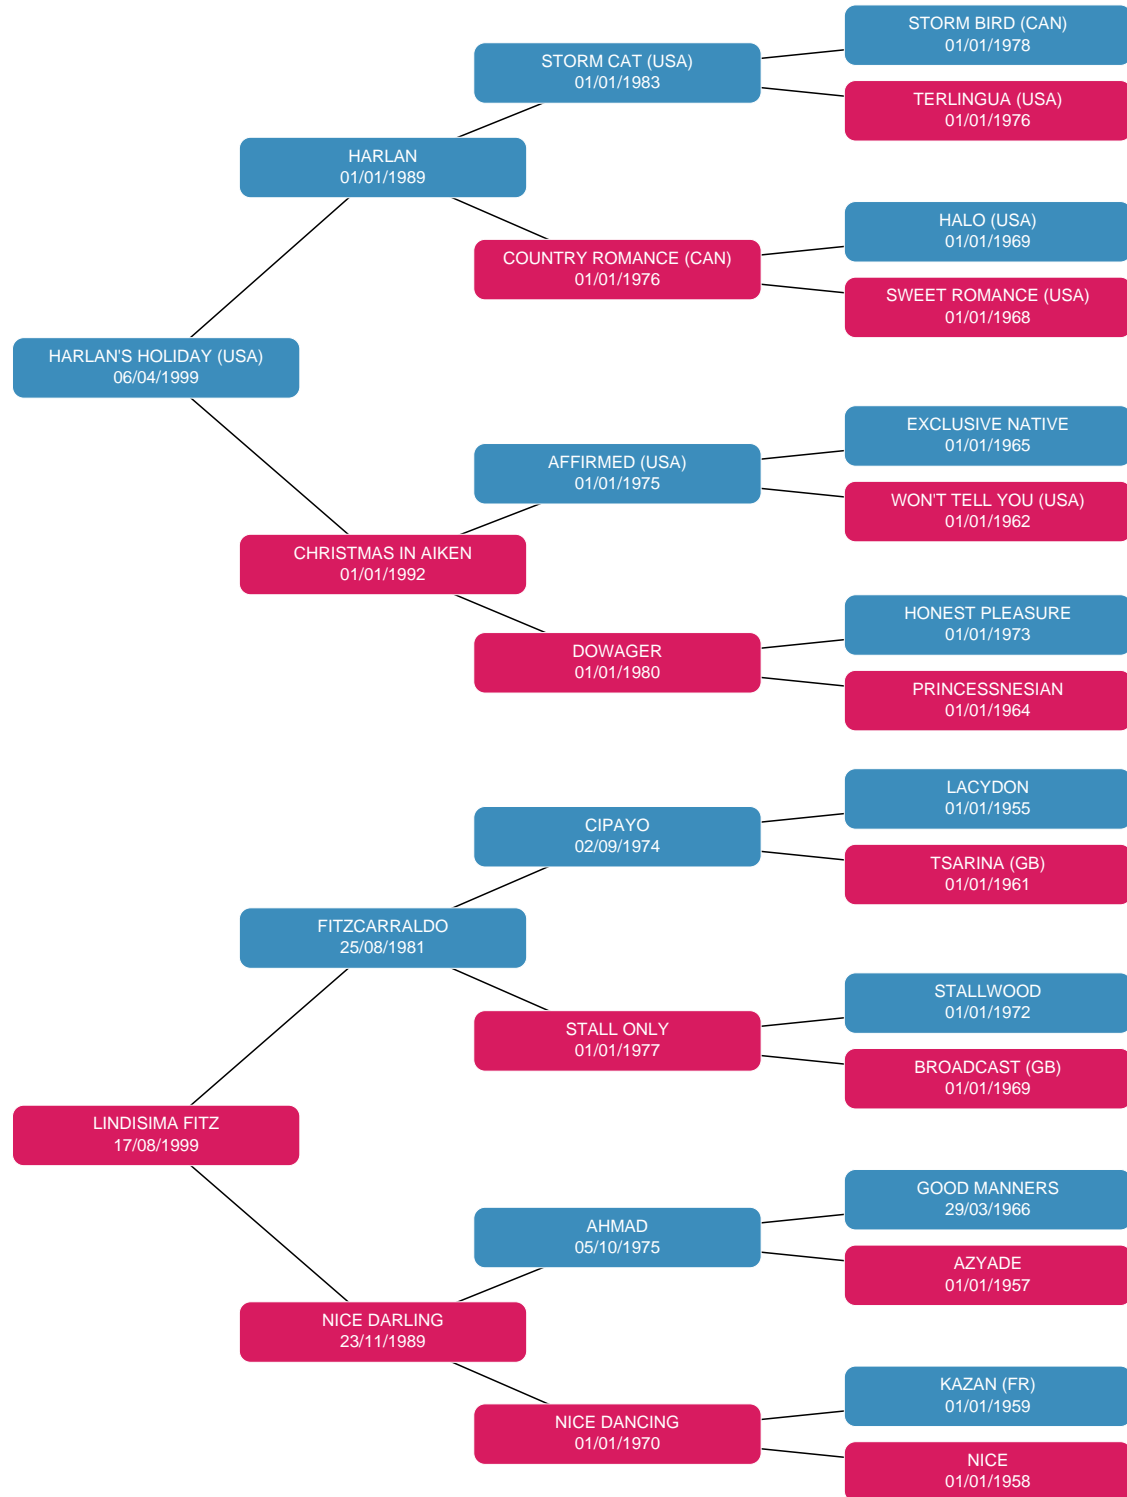 STORM BIRD (CAN)
01/01/1978
STORM CAT (USA)
01/01/1983
TERLINGUA (USA)
01/01/1976
HARLAN
01/01/1989
HALO (USA)
01/01/1969
COUNTRY ROMANCE (CAN)
01/01/1976
SWEET ROMANCE (USA)
01/01/1968
HARLAN'S HOLIDAY (USA)
06/04/1999
EXCLUSIVE NATIVE
01/01/1965
AFFIRMED (USA)
01/01/1975
WON'T TELL YOU (USA)
01/01/1962
CHRISTMAS IN AIKEN
01/01/1992
HONEST PLEASURE
01/01/1973
DOWAGER
01/01/1980
PRINCESSNESIAN
01/01/1964
LACYDON
01/01/1955
CIPAYO
02/09/1974
TSARINA (GB)
01/01/1961
FITZCARRALDO
25/08/1981
STALLWOOD
01/01/1972
STALL ONLY
01/01/1977
BROADCAST (GB)
01/01/1969
LINDISIMA FITZ
17/08/1999
GOOD MANNERS
29/03/1966
AHMAD
05/10/1975
AZYADE
01/01/1957
NICE DARLING
23/11/1989
KAZAN (FR)
01/01/1959
NICE DANCING
01/01/1970
NICE
01/01/1958